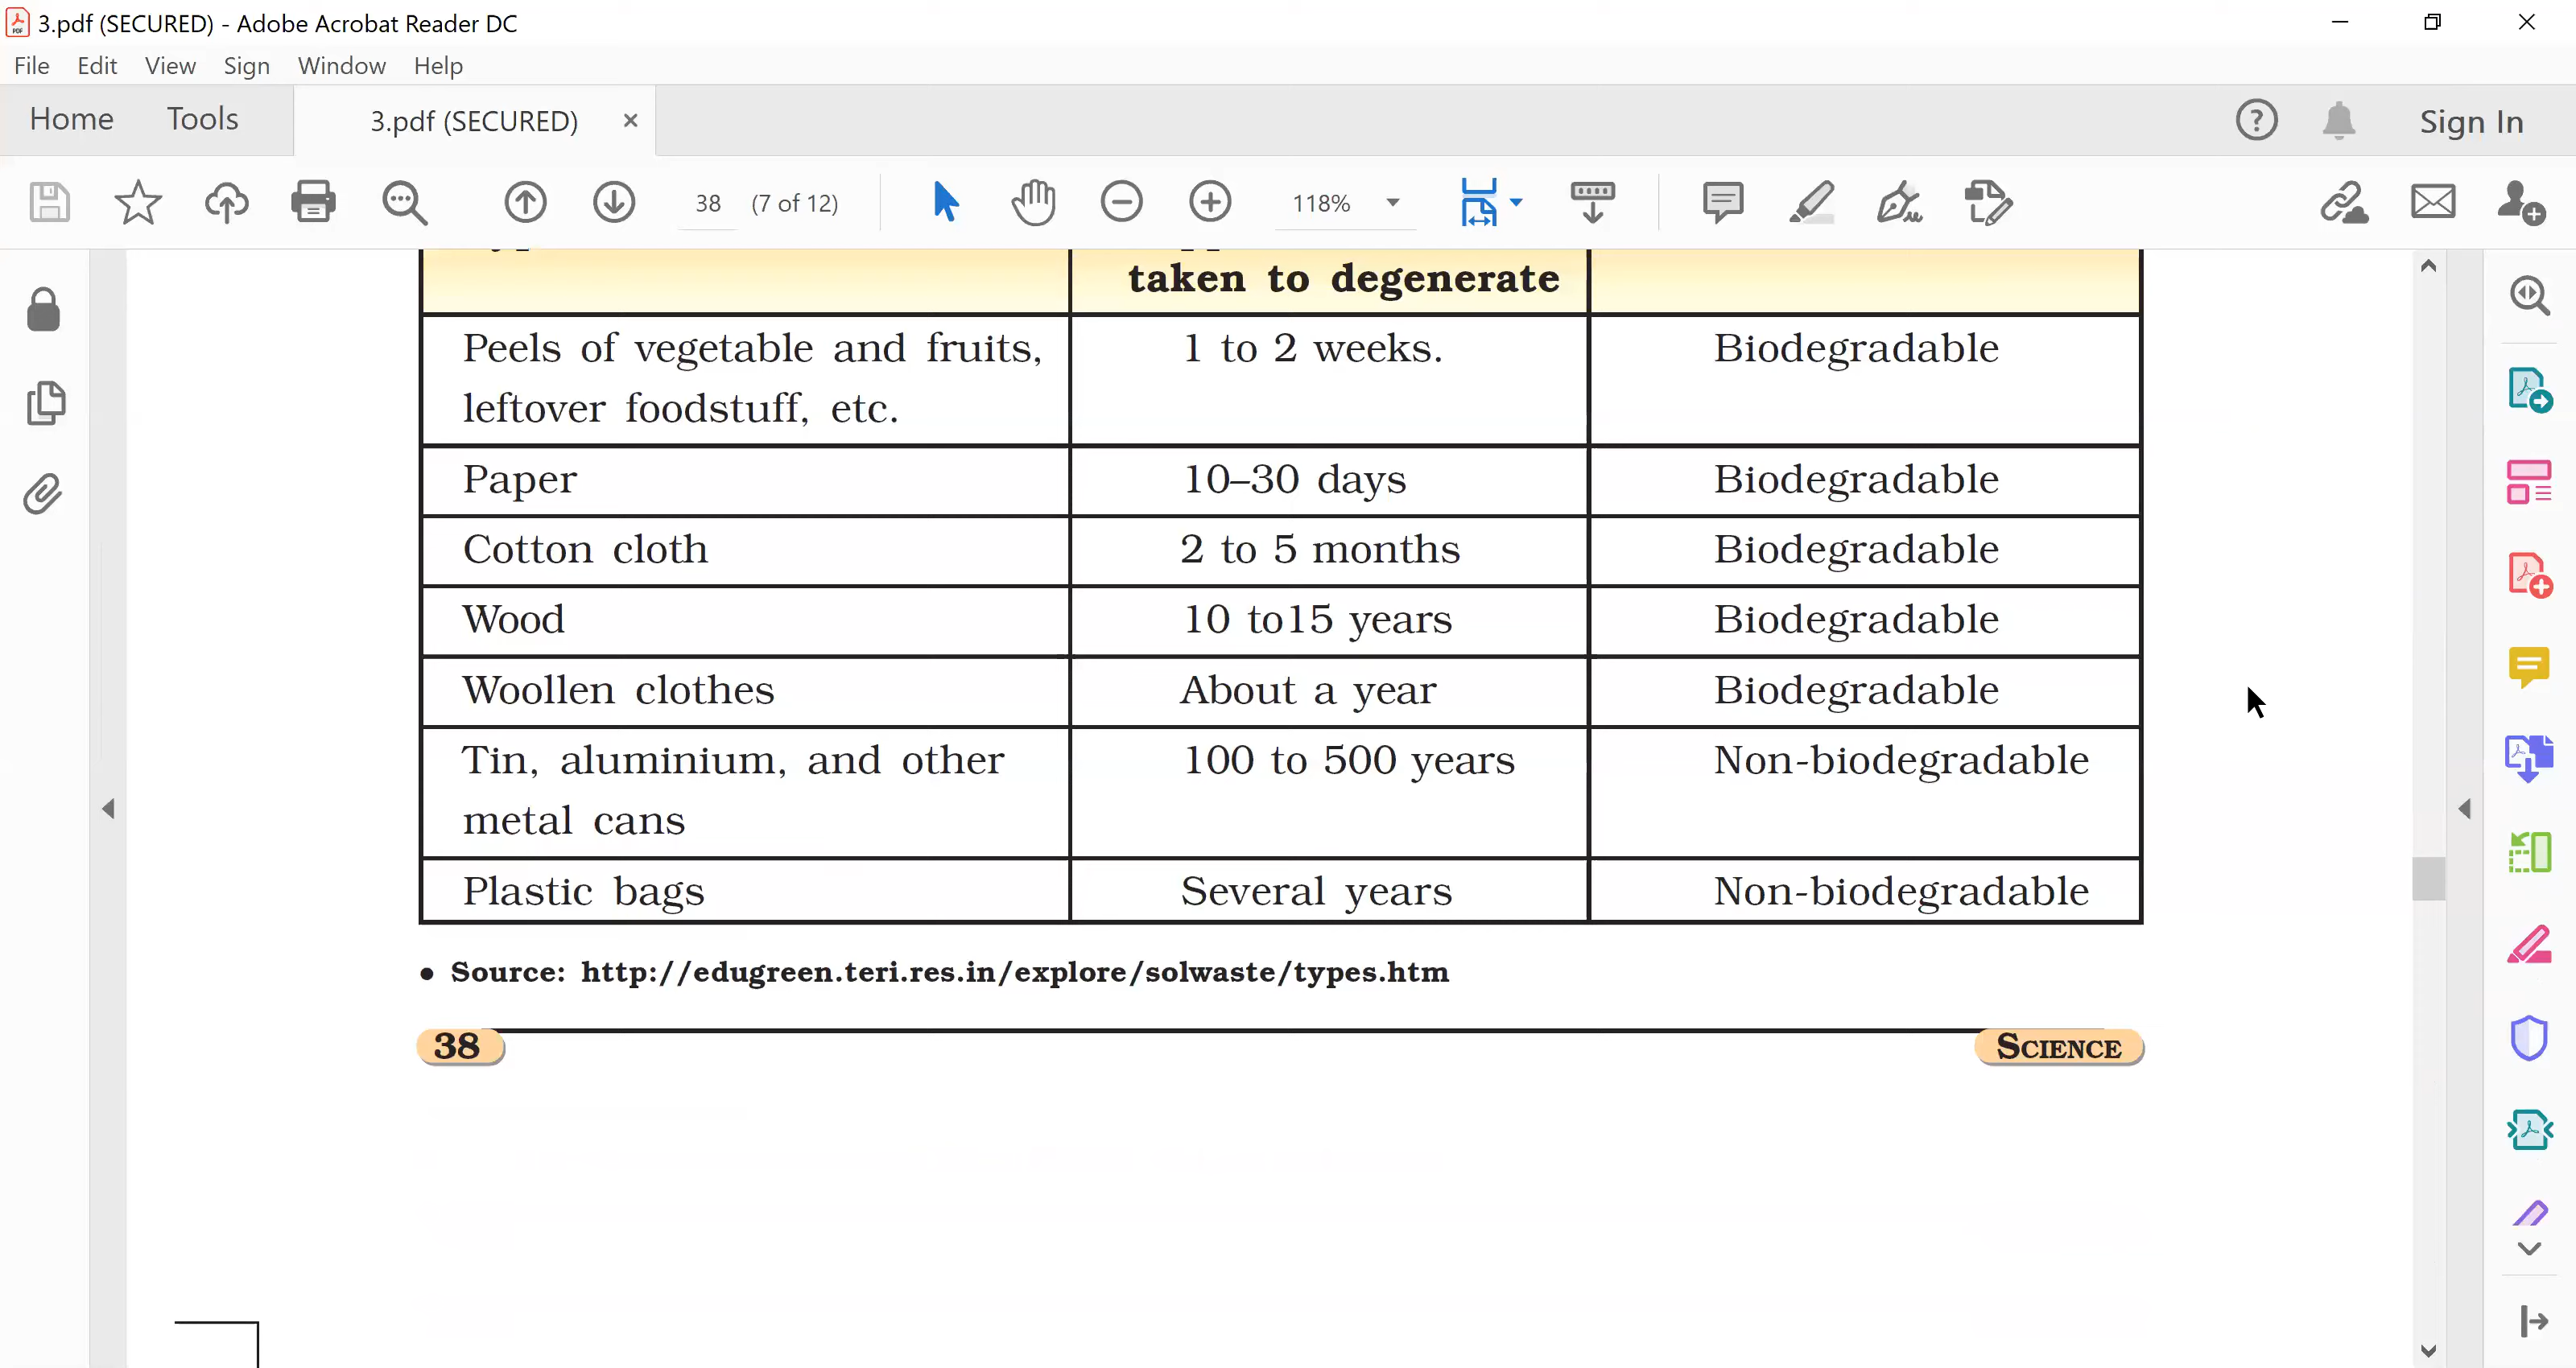 3.pdf (SECURED) - Adobe Acrobat Reader DC
File Edit View Sign Window Help
Home Tools 3.pdf (SECURED) × Sign In
38 (7 of 12) 118%
taken to degenerate
Peels of vegetable and fruits, 1 to 2 weeks. Biodegradable
leftover foodstuff, etc.
Paper 10–30 days Biodegradable
Cotton cloth 2 to 5 months Biodegradable
Wood 10 to15 years Biodegradable
Woollen clothes About a year Biodegradable
Tin, aluminium, and other 100 to 500 years Non-biodegradable
metal cans
Plastic bags Several years Non-biodegradable
• Source: http://edugreen.teri.res.in/explore/solwaste/types.htm
38 SCIENCE